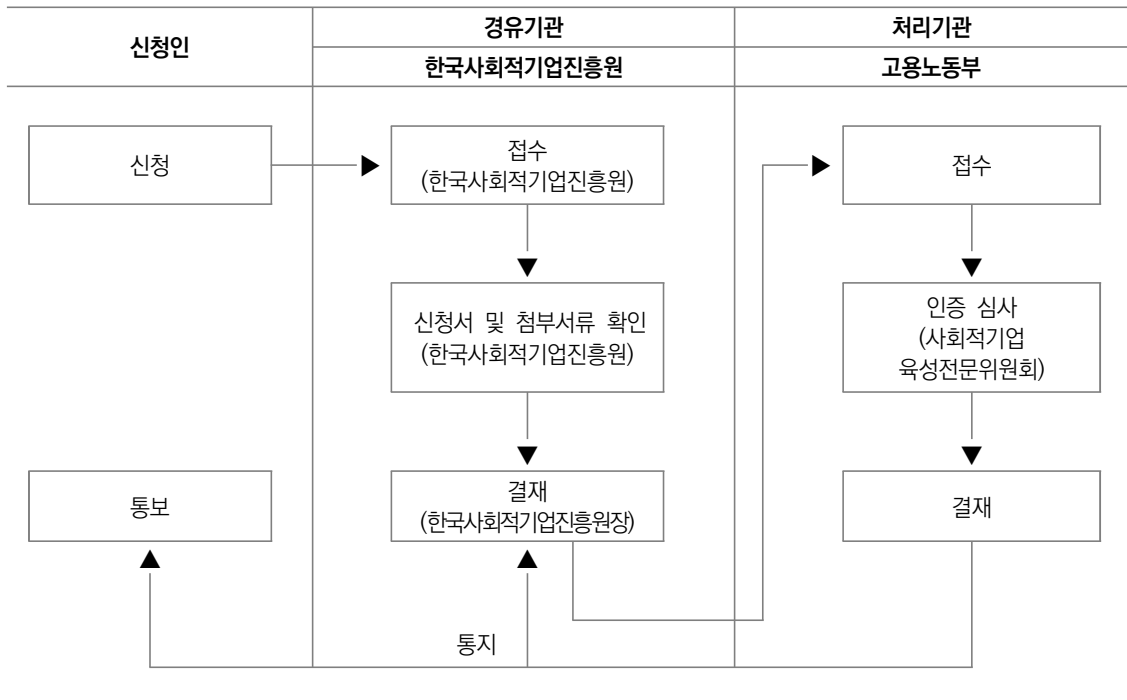 신청인
경유기관
처리기관
한국사회적기업진흥원
고용노동부
신청
접수
(한국사회적기업진흥원)
접수
신청서 및 첨부서류 확인
(한국사회적기업진흥원)
인증 심사
(사회적기업
육성전문위원회)
통보
결재
(한국사회적기업진흥원장)
결재
통지